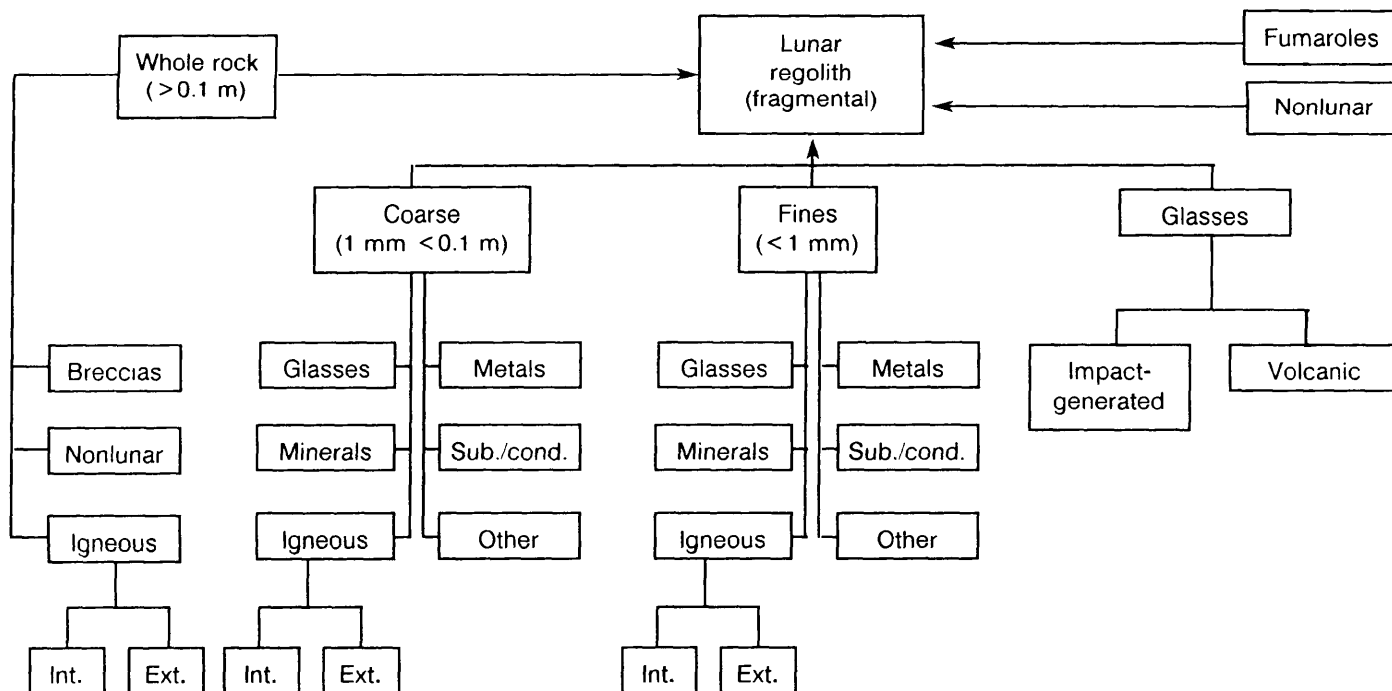 Whole rock
(>0.1 m)
Lunar
regolith
(fragmental)
Fumaroles
Nonlunar
Coarse
(1 mm <0.1 m)
Fines
(<1 mm)
Glasses
Impact-
generated
Volcanic
Breccias
Nonlunar
Igneous
Int.
Ext.
Glasses
Metals
Minerals
Sub./cond.
Igneous
Other
Int.
Ext.
Glasses
Metals
Minerals
Sub./cond.
Igneous
Other
Int.
Ext.